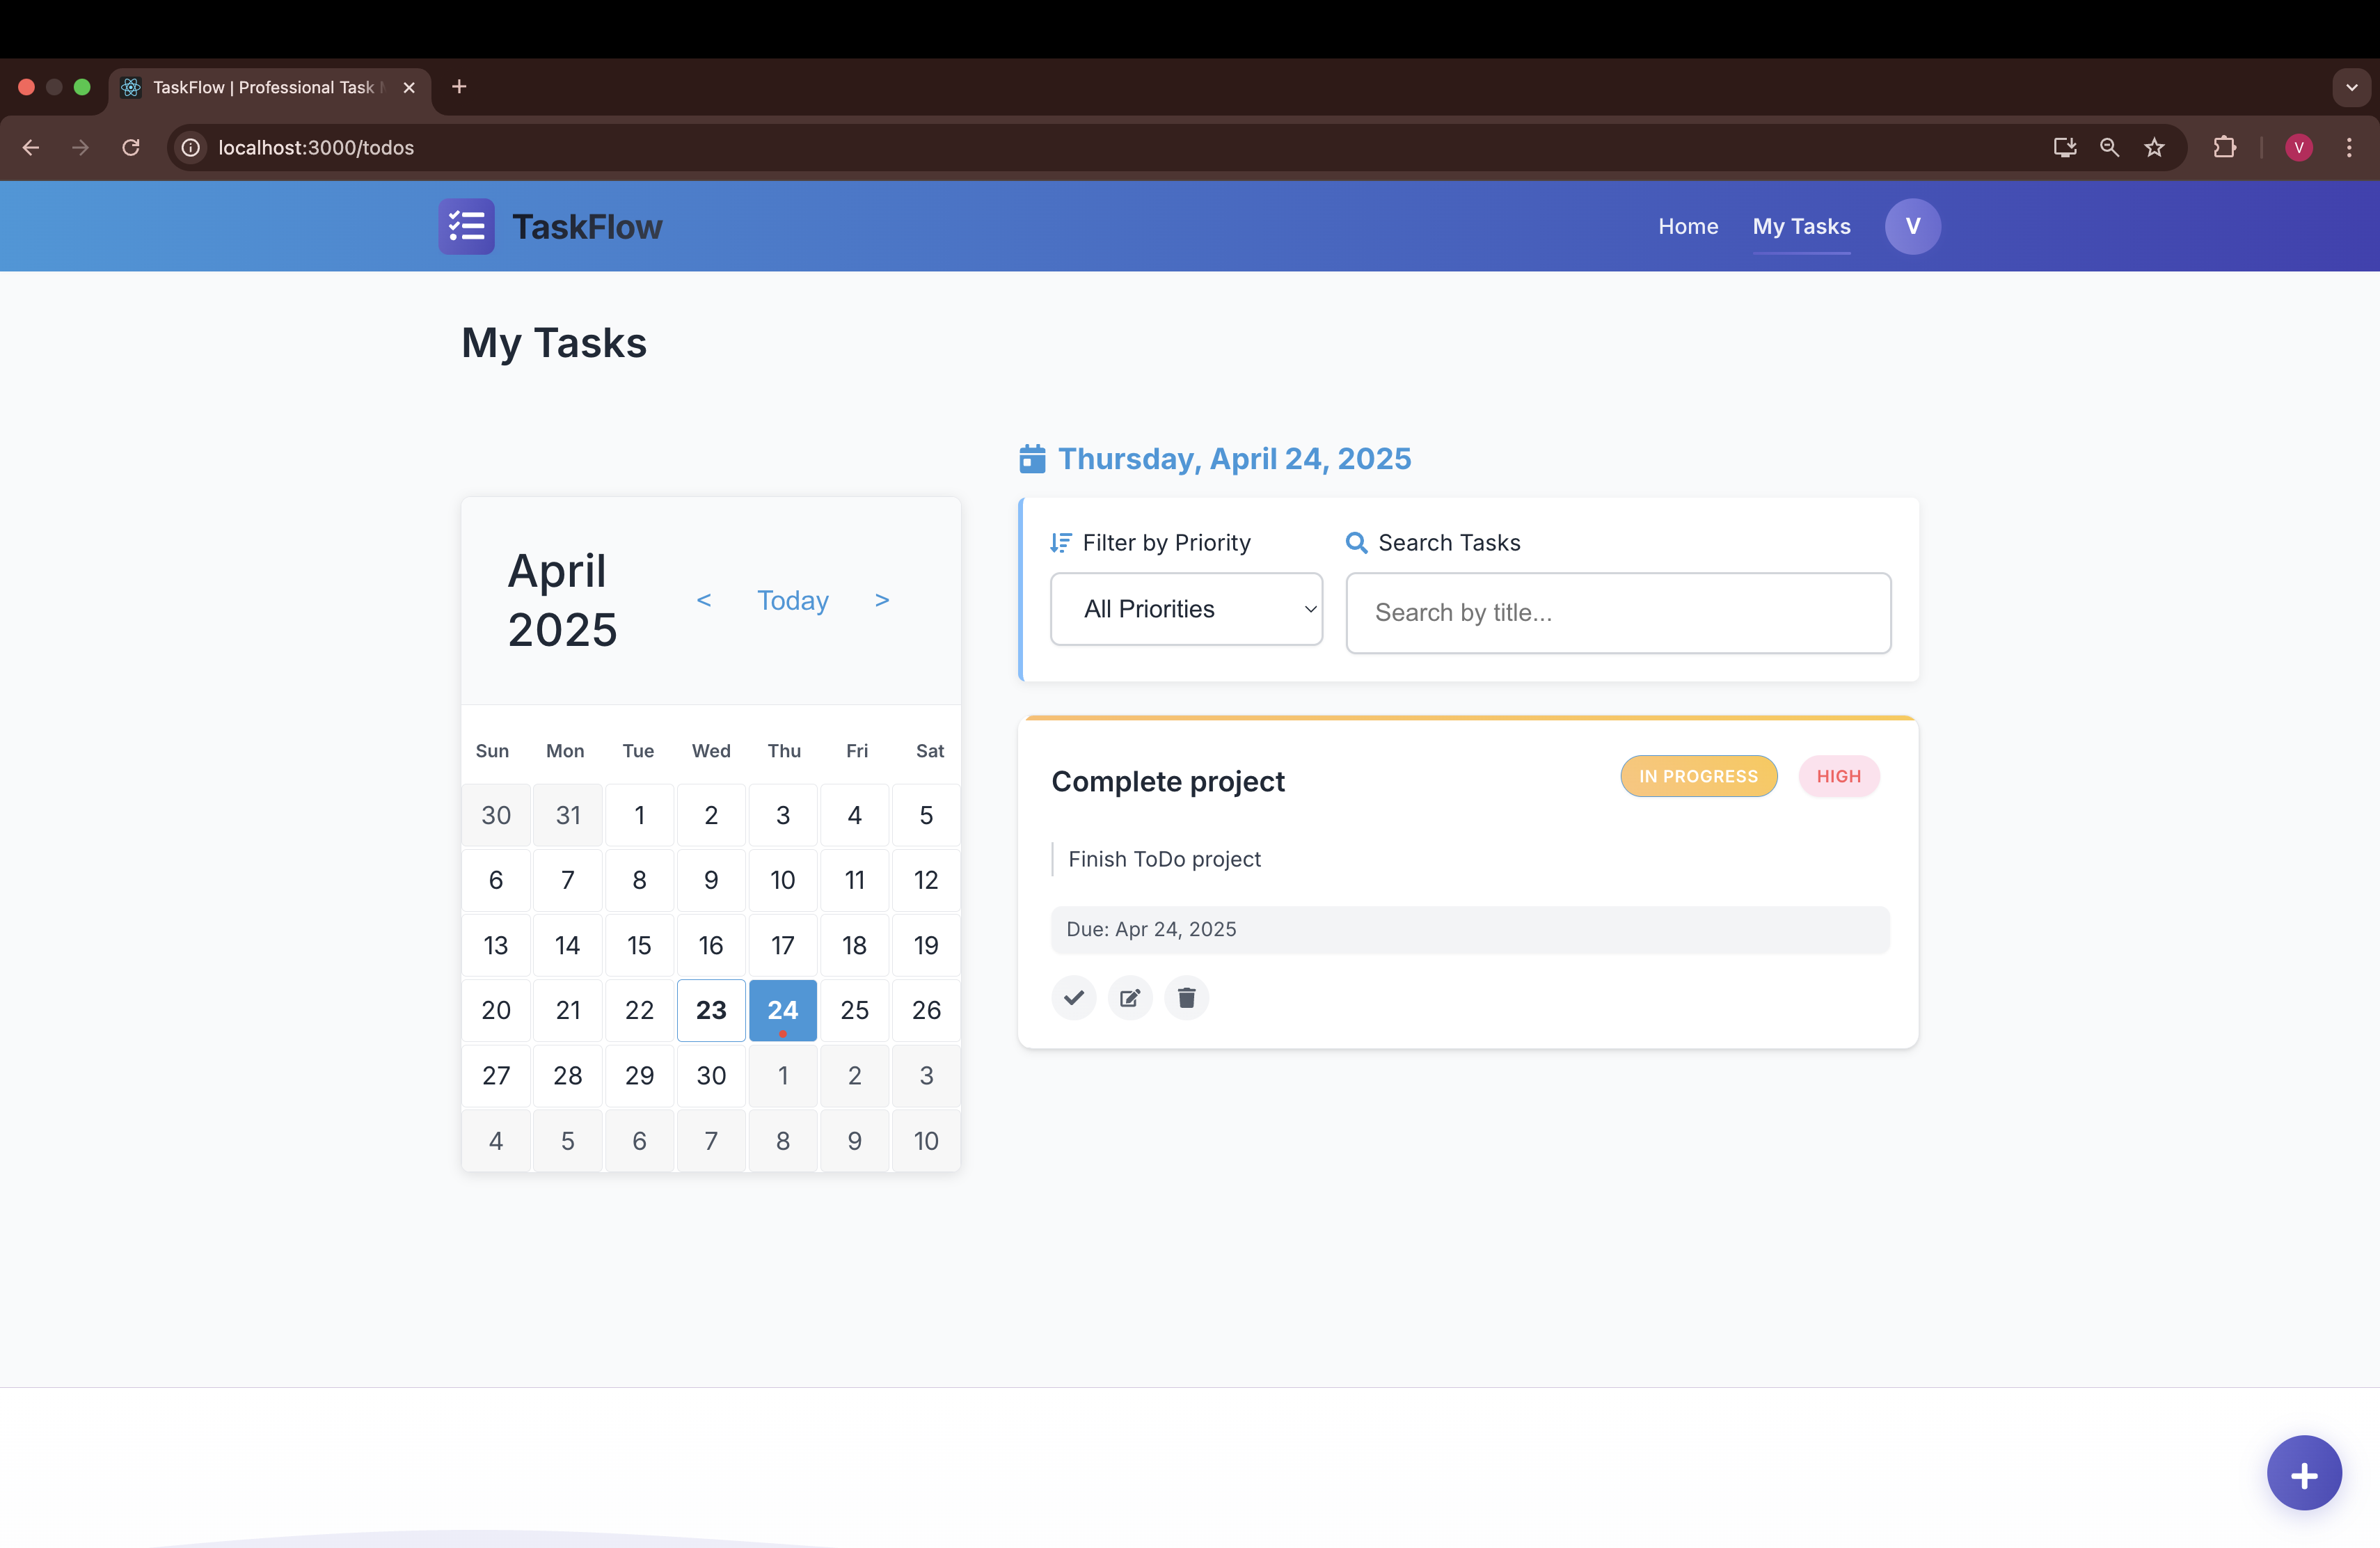 TaskFlow | Professional Task
localhost:3000/todos
V
TaskFlow
Home
My Tasks
V
My Tasks
Thursday, April 24, 2025
April
2025
<
Today
>
Sun Mon Tue Wed Thu Fri Sat
30 31 1 2 3 4 5
6 7 8 9 10 11 12
13 14 15 16 17 18 19
20 21 22 23 24 25 26
27 28 29 30 1 2 3
4 5 6 7 8 9 10
Filter by Priority
Search Tasks
All Priorities
Search by title...
Complete project
IN PROGRESS
HIGH
Finish ToDo project
Due: Apr 24, 2025